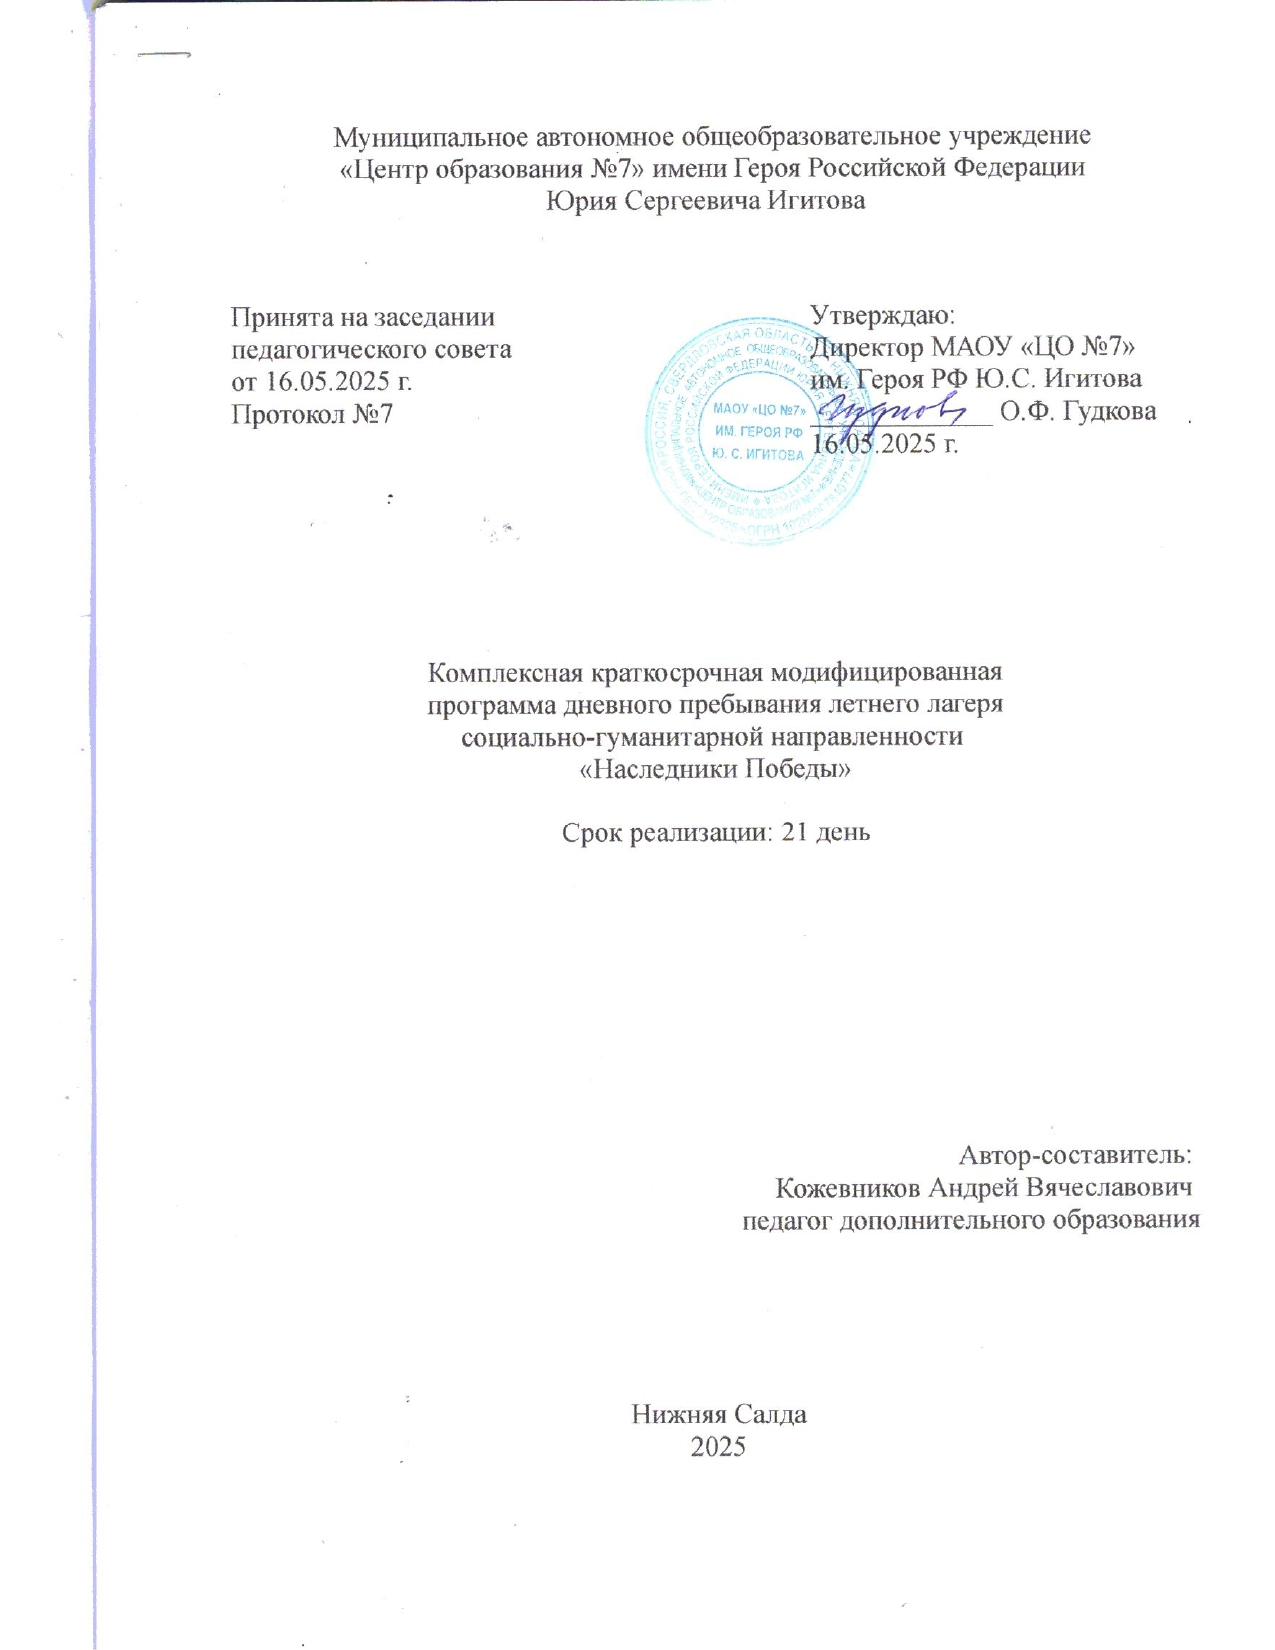 Муниципальное автономное общеобразовательное учреждение
«Центр образования №7» имени Героя Российской Федерации
Юрия Сергеевича Игитова
Принята на заседании
педагогического совета
от 16.05.2025 г.
Протокол №7
Утверждаю:
Директор МАОУ «ЦО №7»
им. Героя РФ Ю.С. Игитова
О.Ф. Гудкова
16.05.2025 г.
МАОУ «ЦО №7»
ИМ. ГЕРОЯ РФ
Ю. С. ИГИТОВА
Комплексная краткосрочная модифицированная
программа дневного пребывания летнего лагеря
социально-гуманитарной направленности
«Наследники Победы»
Срок реализации: 21 день
Автор-составитель:
Кожевников Андрей Вячеславович
педагог дополнительного образования
Нижняя Салда
2025